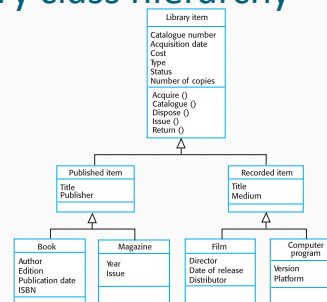 Library class hierarchy
Library item
Catalogue number
Acquisition date
Cost
Type
Status
Number of copies
Acquire ()
Catalogue ()
Dispose ()
Issue ()
Return ()
Published item
Title
Publisher
Recorded item
Title
Medium
Book
Author
Edition
Publication date
ISBN
Magazine
Year
Issue
Film
Director
Date of release
Distributor
Computer
program
Version
Platform